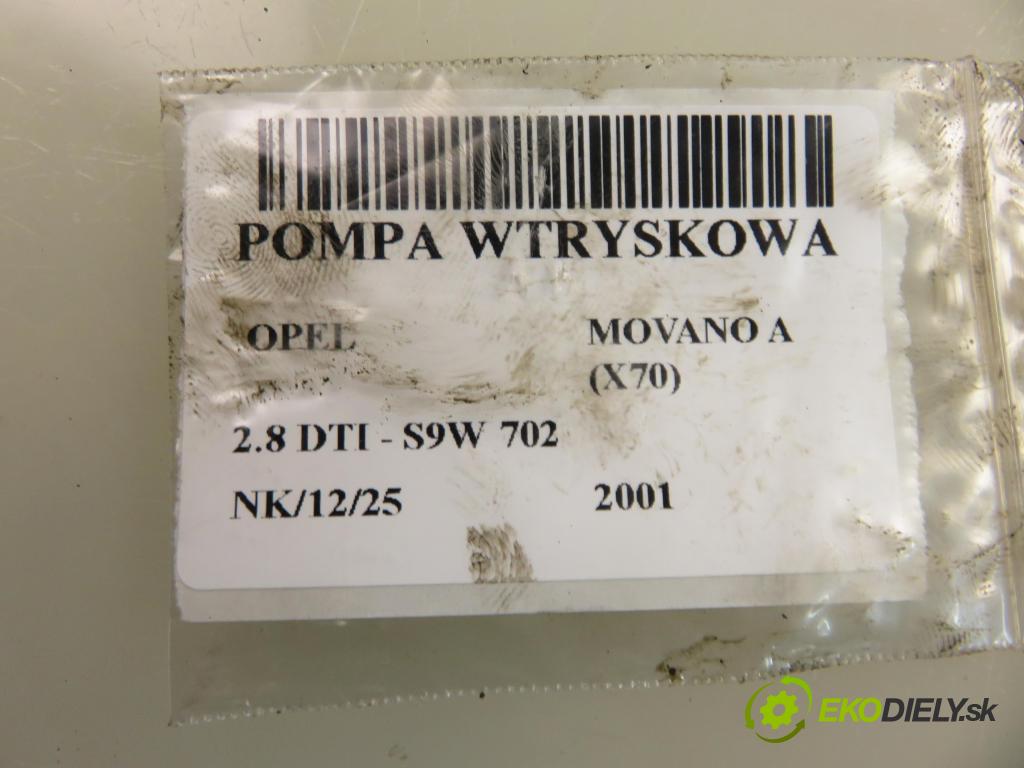 POMPA WTRYSKOWA
OPEL MOVANO A
(X70)
2.8 DTI - S9W 702
NK/12/25 2001
EKODIELY.sk